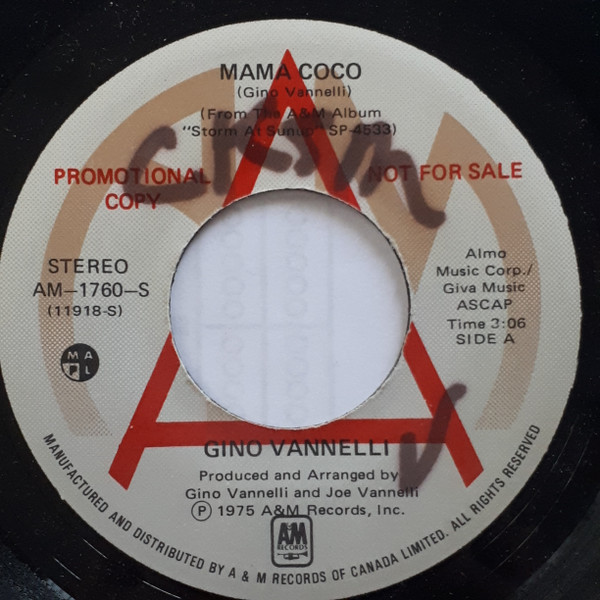 MAMA COCO
(Gino Vannelli)
(From The A&M Album
"Storm At Sunup" SP-4533)
CKSM
PROMOTIONAL
COPY
NOT FOR SALE
STEREO
AM-1760-S
(11918-S)
MAPL
Almo
Music Corp./
Giva Music
ASCAP
Time 3:06
SIDE A
GINO VANNELLI
Produced and Arranged by
Gino Vannelli and Joe Vannelli
Ⓟ 1975 A&M Records, Inc.
A&M
RECORDS
MANUFACTURED AND DISTRIBUTED BY A & M RECORDS OF CANADA LIMITED. ALL RIGHTS RESERVED